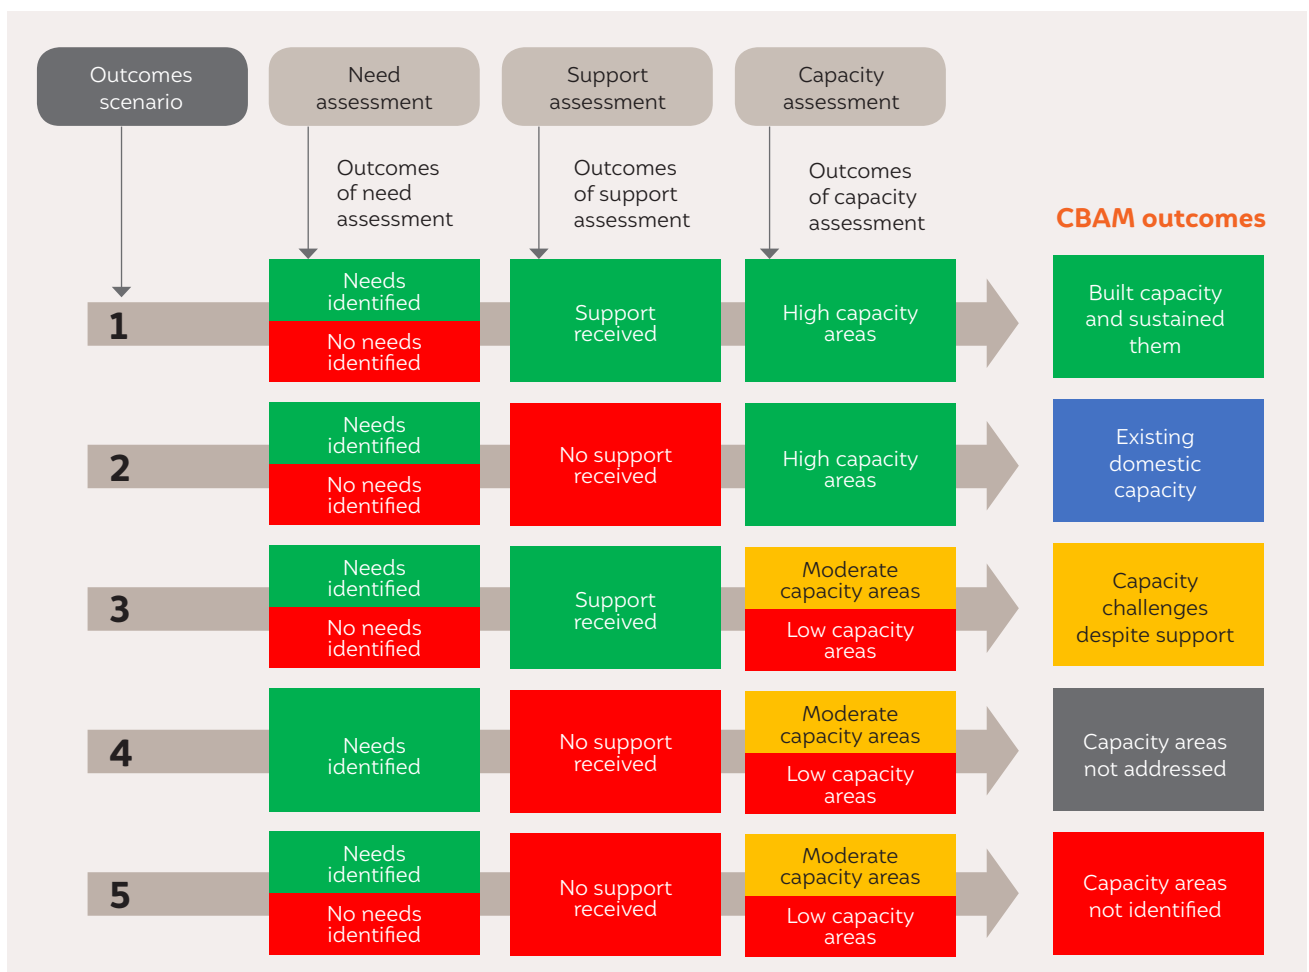 Outcomes
scenario
Need
assessment
Support
assessment
Capacity
assessment
Outcomes
of need
assessment
Outcomes
of support
assessment
Outcomes
of capacity
assessment
CBAM outcomes
1
Needs
identified
No needs
identified
Support
received
High capacity
areas
Built capacity
and sustained
them
2
Needs
identified
No needs
identified
No support
received
High capacity
areas
Existing
domestic
capacity
3
Needs
identified
No needs
identified
Support
received
Moderate
capacity areas
Low capacity
areas
Capacity
challenges
despite support
4
Needs
identified
No support
received
Moderate
capacity areas
Low capacity
areas
Capacity areas
not addressed
5
Needs
identified
No needs
identified
No support
received
Moderate
capacity areas
Low capacity
areas
Capacity areas
not identified